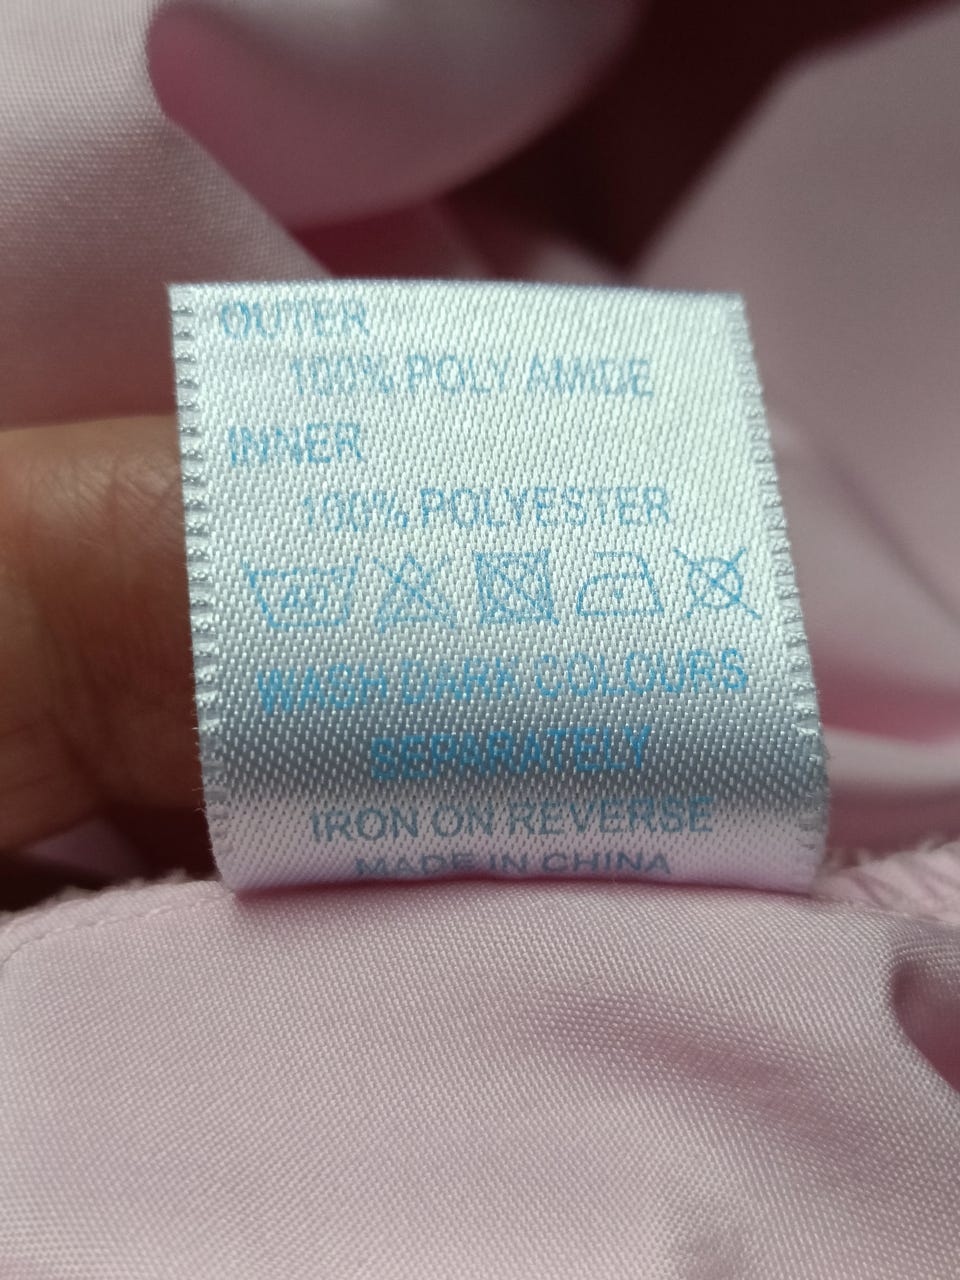 OUTER
100% POLY AMIDE
INNER
100% POLYESTER
40
WASH DARK COLOURS
SEPARATELY
IRON ON REVERSE
MADE IN CHINA